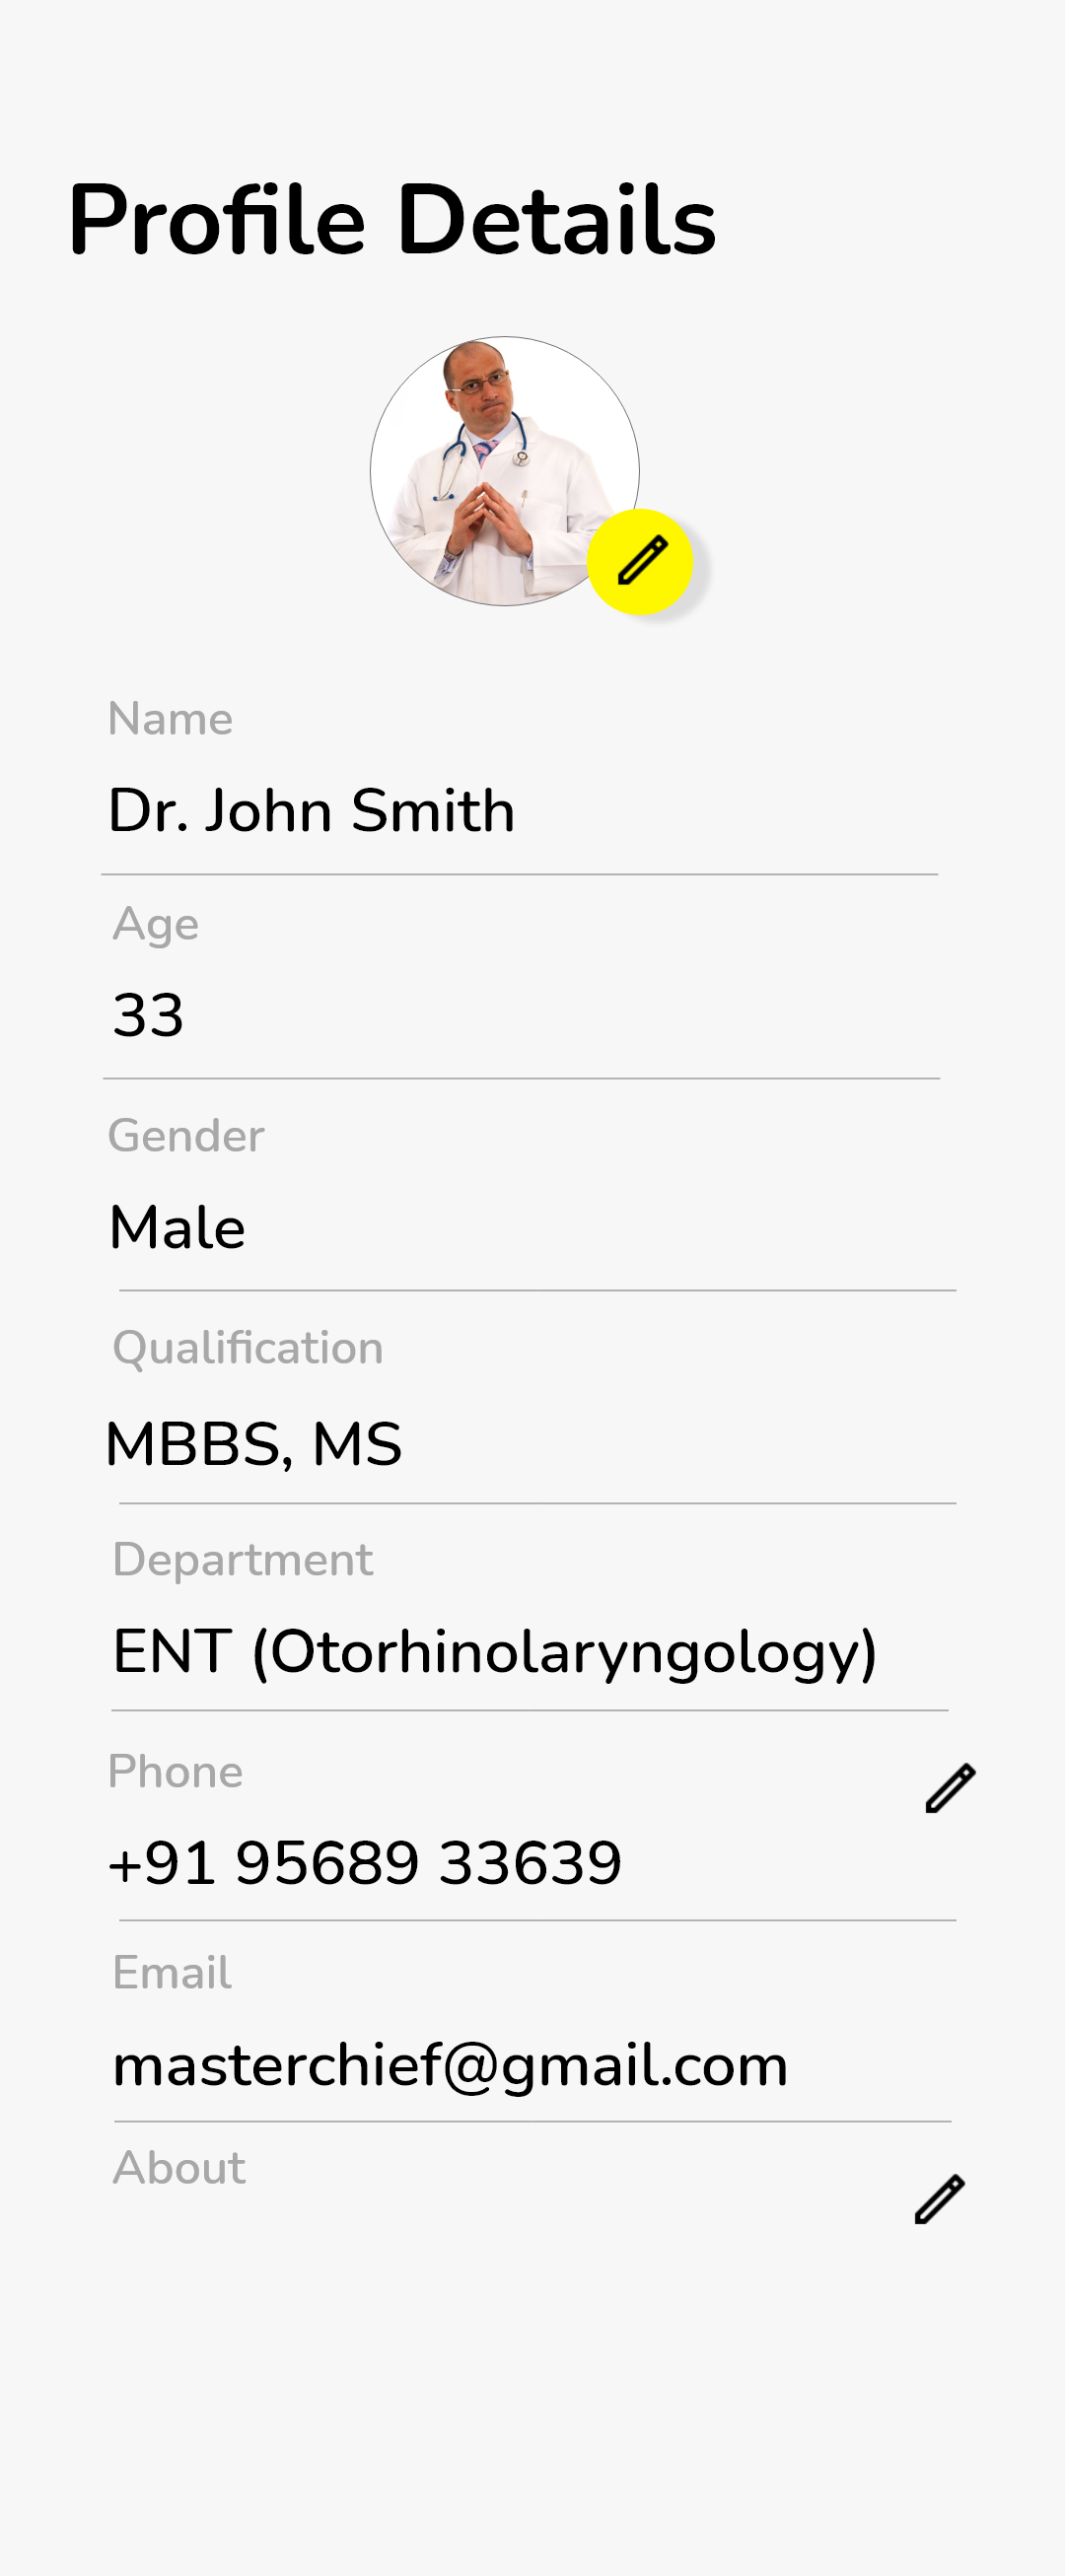 Profile Details
Name
Dr. John Smith
Age
33
Gender
Male
Qualification
MBBS, MS
Department
ENT (Otorhinolaryngology)
Phone
+91 95689 33639
Email
masterchief@gmail.com
About